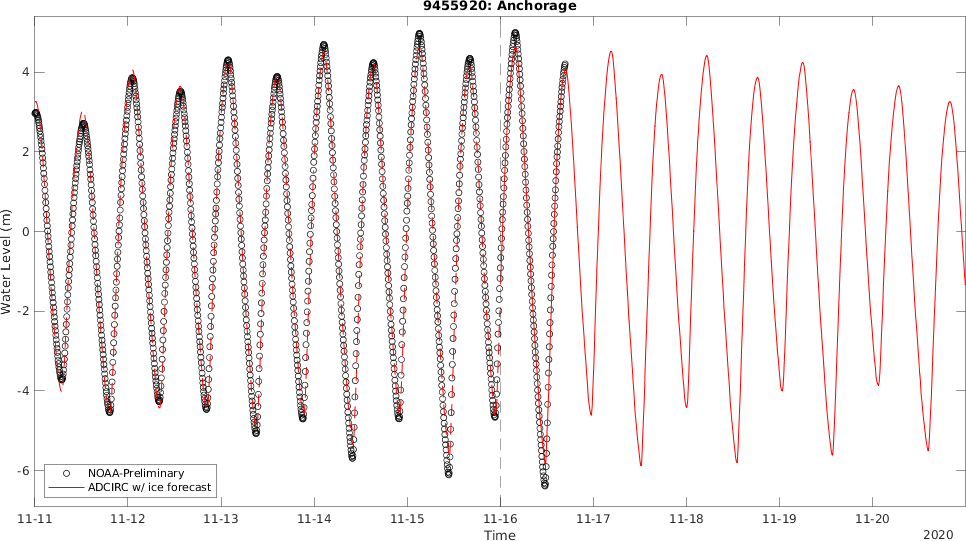 9455920: Anchorage
Water Level (m)
4
2
0
-2
-4
-6
NOAA-Preliminary
ADCIRC w/ ice forecast
11-11 11-12 11-13 11-14 11-15 11-16 11-17 11-18 11-19 11-20
Time
2020